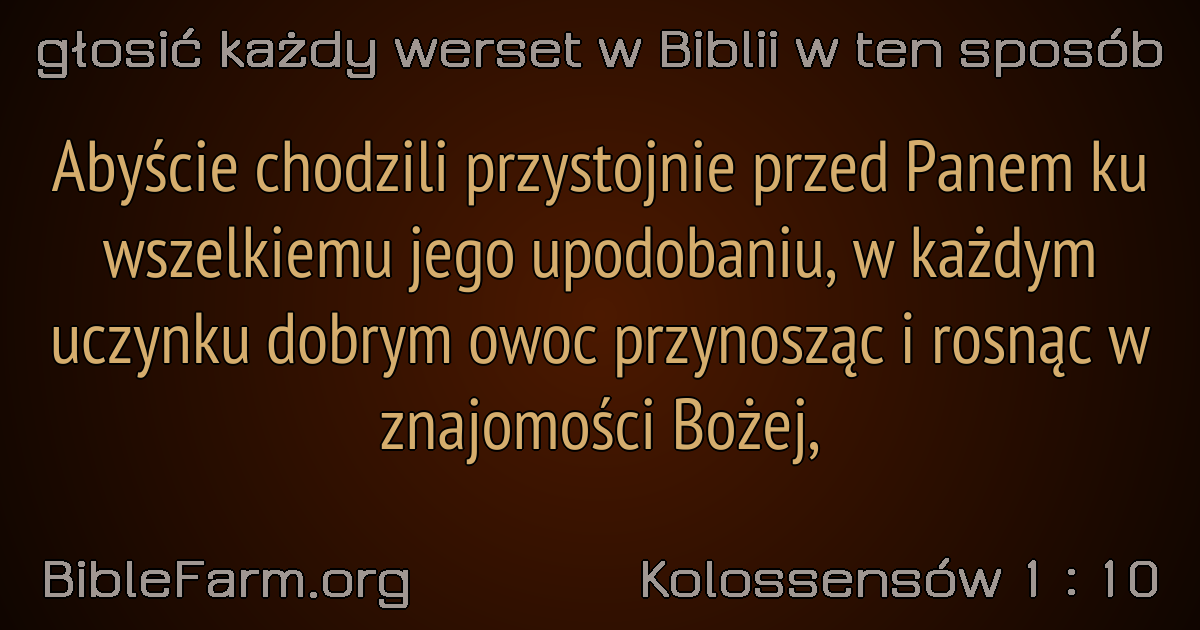 głosić każdy werset w Biblii w ten sposób
Abyście chodzili przystojnie przed Panem ku
wszelkiemu jego upodobaniu, w każdym
uczynku dobrym owoc przynosząc i rosnąc w
znajomości Bożej,
BibleFarm.org
Kolossensów 1 : 10